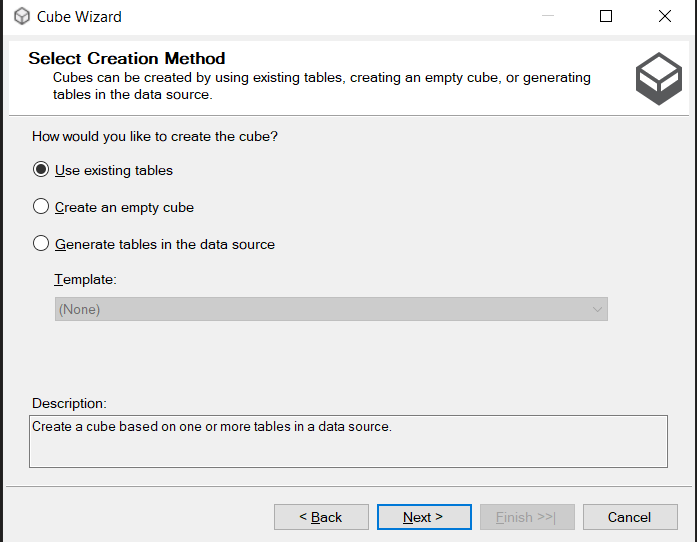 Cube Wizard
Select Creation Method
Cubes can be created by using existing tables, creating an empty cube, or generating
tables in the data source.
How would you like to create the cube?
Use existing tables
Create an empty cube
Generate tables in the data source
Template:
(None)
Description:
Create a cube based on one or more tables in a data source.
< Back
Next >
Finish >>|
Cancel